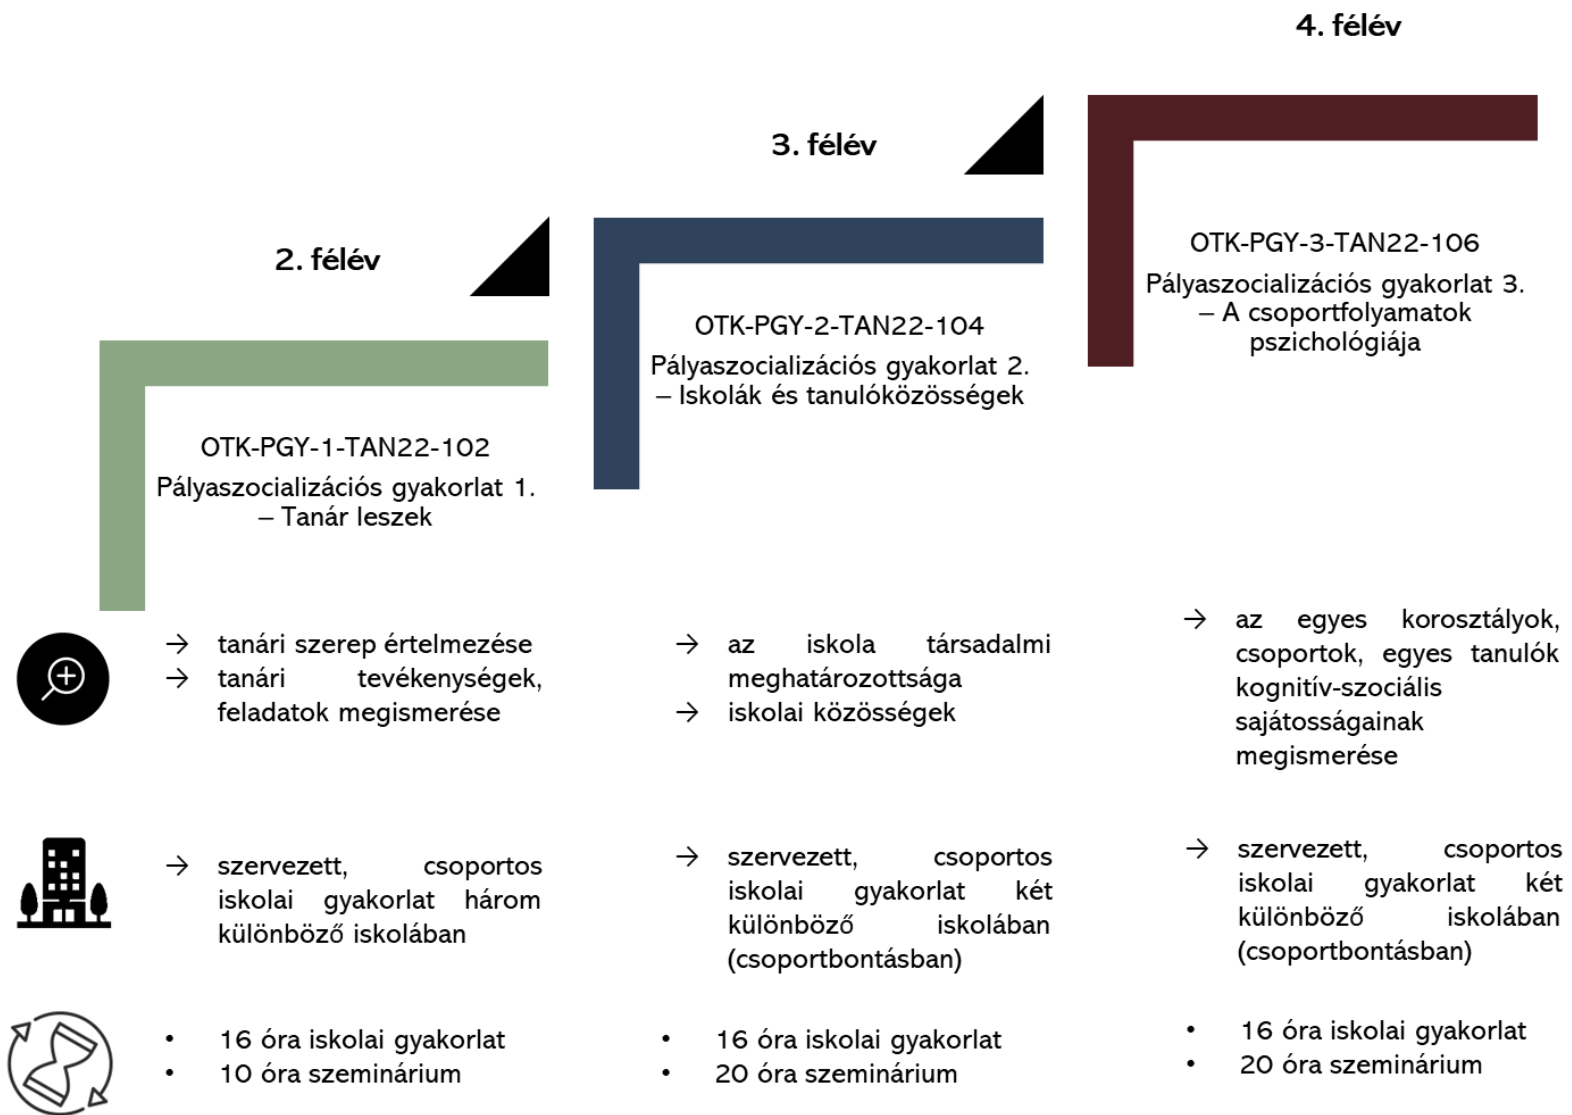 2. félév
OTK-PGY-1-TAN22-102
Pályaszocializációs gyakorlat 1.
– Tanár leszek
→ tanári szerep értelmezése
→ tanári tevékenységek,
feladatok megismerése
→ szervezett, csoportos
iskolai gyakorlat három
különböző iskolában
• 16 óra iskolai gyakorlat
• 10 óra szeminárium
3. félév
OTK-PGY-2-TAN22-104
Pályaszocializációs gyakorlat 2.
– Iskolák és tanulóközösségek
→ az iskola társadalmi
meghatározottsága
→ iskolai közösségek
→ szervezett, csoportos
iskolai gyakorlat két
különböző iskolában
(csoportbontásban)
• 16 óra iskolai gyakorlat
• 20 óra szeminárium
4. félév
OTK-PGY-3-TAN22-106
Pályaszocializációs gyakorlat 3.
– A csoportfolyamatok
pszichológiája
→ az egyes korosztályok,
csoportok, egyes tanulók
kognitív-szociális
sajátosságainak
megismerése
→ szervezett, csoportos
iskolai gyakorlat két
különböző iskolában
(csoportbontásban)
• 16 óra iskolai gyakorlat
• 20 óra szeminárium